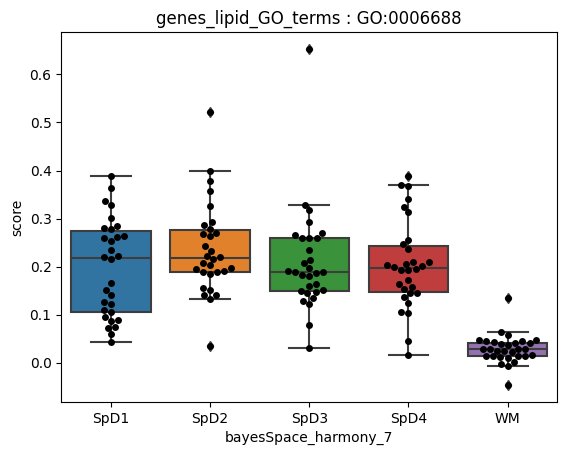 genes_lipid_GO_terms : GO:0006688
score
0.6
0.5
0.4
0.3
0.2
0.1
0.0
SpD1 SpD2 SpD3 SpD4 WM
bayesSpace_harmony_7